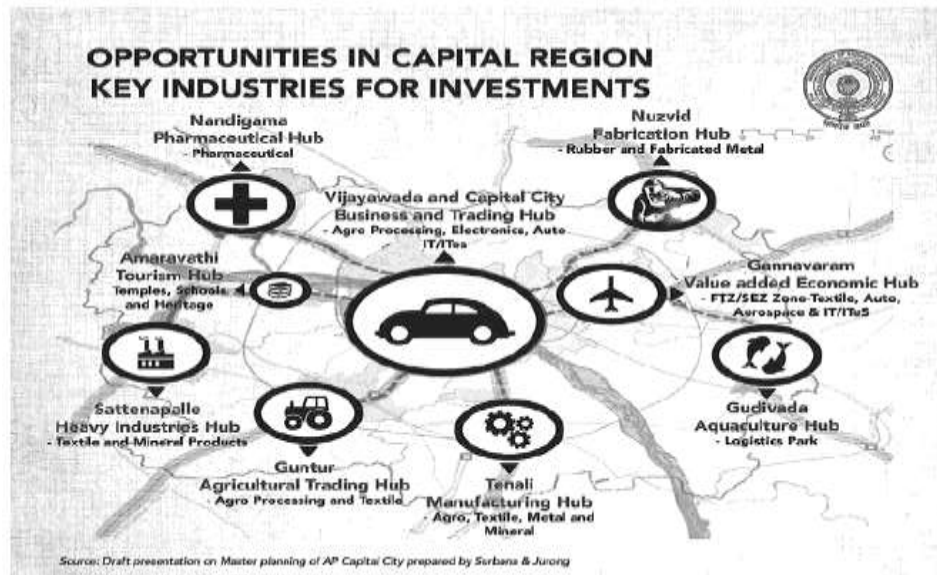 OPPORTUNITIES IN CAPITAL REGION
KEY INDUSTRIES FOR INVESTMENTS
Nandigama
Pharmaceutical Hub
- Pharmaceutical
Nuzvid
Fabrication Hub
- Rubber and Fabricated Metal
Vijayawada and Capital City
Business and Trading Hub
- Agro Processing, Electronics, Auto
IT/ITes
Amaravathi
Tourism Hub
Temples, Schools
and Heritage
Gannavaram
Value added Economic Hub
- FTZ/SEZ Zone-Textile, Auto,
Aerospace & IT/ITeS
Sattenapalle
Heavy Industries Hub
- Textile and Mineral Products
Gudivada
Aquaculture Hub
- Logistics Park
Guntur
Agricultural Trading Hub
- Agro Processing and Textile
Tenali
Manufacturing Hub
- Agro, Textile, Metal and
Mineral
Source: Draft presentation on Master planning of AP Capital City prepared by Surbana & Jurong